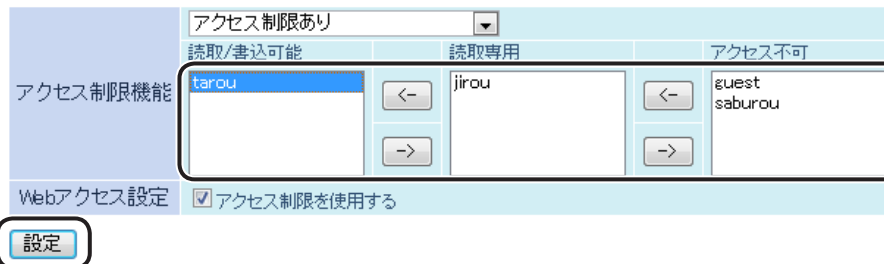 アクセス制限あり
読取/書込可能 読取専用 アクセス不可
アクセス制限機能
tarou <- jirou <- guest
saburou
-> ->
Webアクセス設定 アクセス制限を使用する
設定